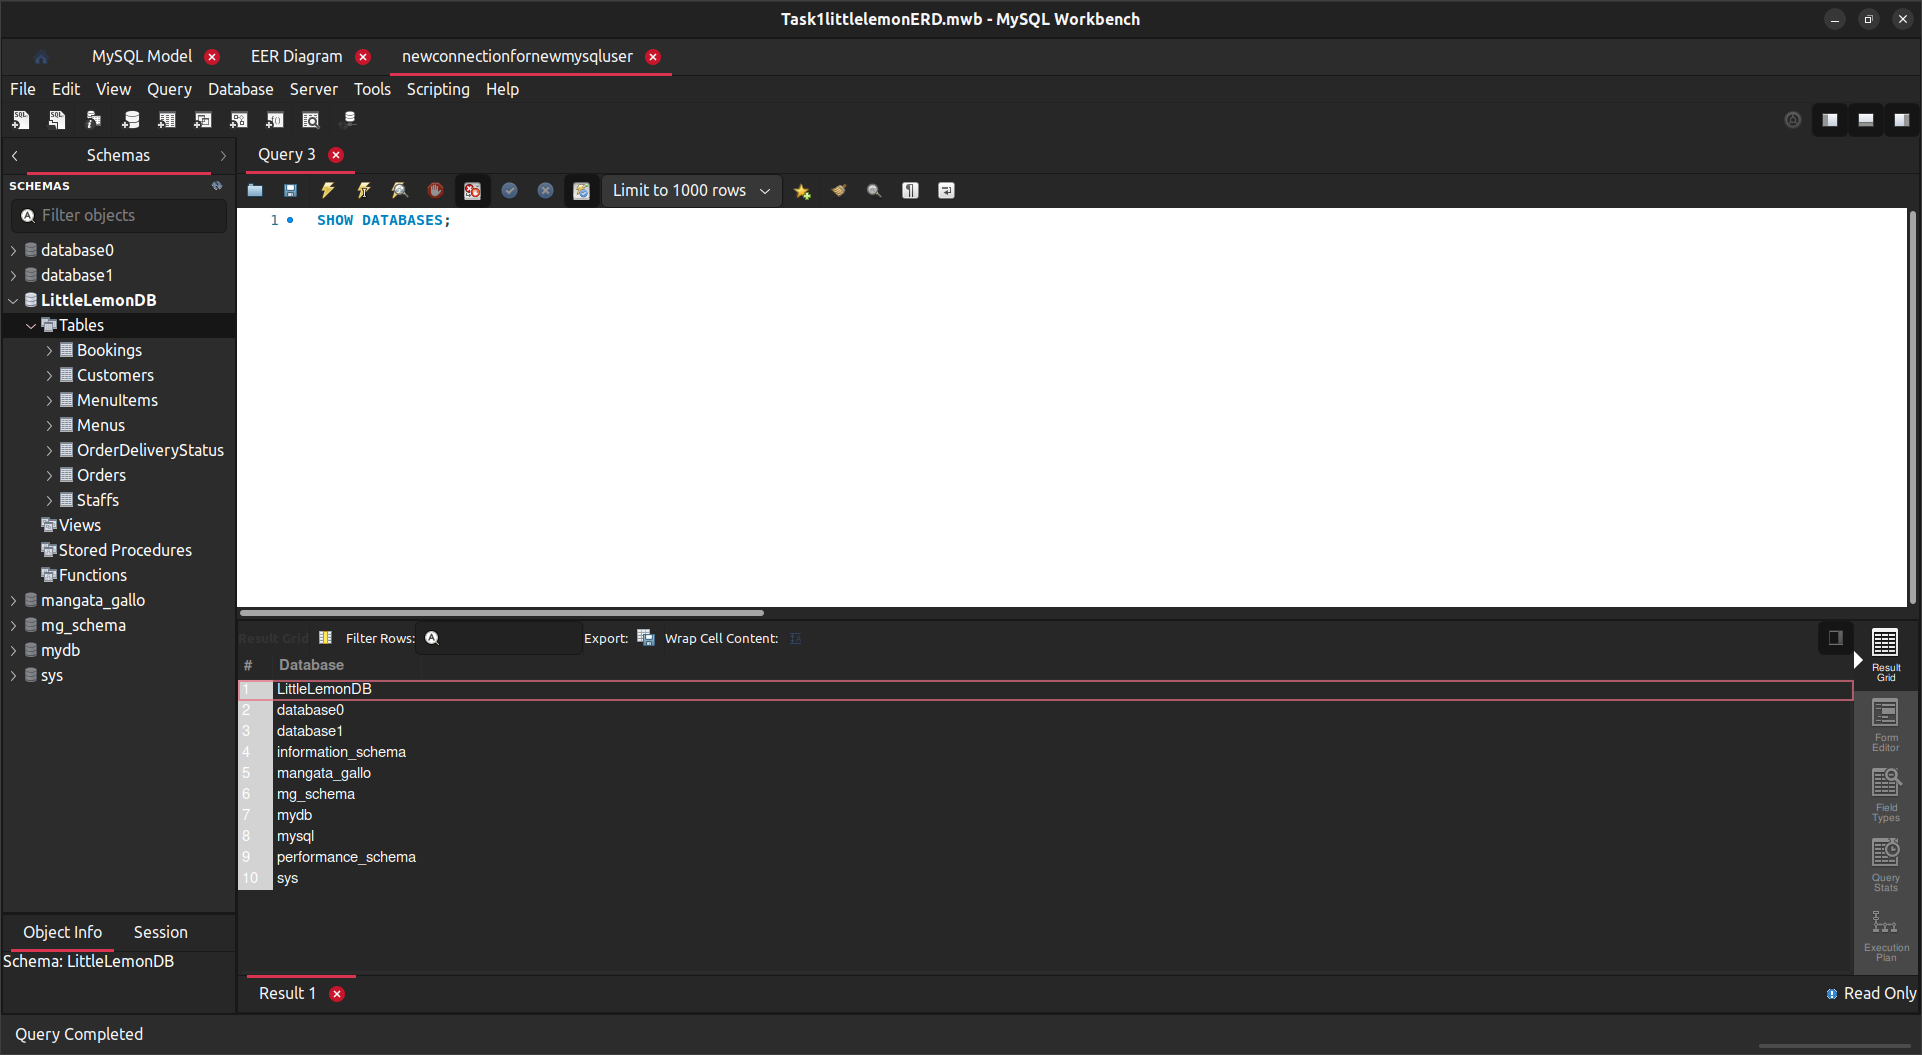 Task1littlelemonERD.mwb - MySQL Workbench
MySQL Model EER Diagram newconnectionfornewmysqluser
File Edit View Query Database Server Tools Scripting Help
Schemas
SCHEMAS
Filter objects
database0
database1
LittleLemonDB
Tables
Bookings
Customers
MenuItems
Menus
OrderDeliveryStatus
Orders
Staffs
Views
Stored Procedures
Functions
mangata_gallo
mg_schema
mydb
sys
Object Info Session
Schema: LittleLemonDB
Query 3
Limit to 1000 rows
1 SHOW DATABASES;
Result Grid Filter Rows: Export: Wrap Cell Content:
# Database
1 LittleLemonDB
2 database0
3 database1
4 information_schema
5 mangata_gallo
6 mg_schema
7 mydb
8 mysql
9 performance_schema
10 sys
Result
Grid
Form
Editor
Field
Types
Query
Stats
Execution
Plan
Result 1 Read Only
Query Completed